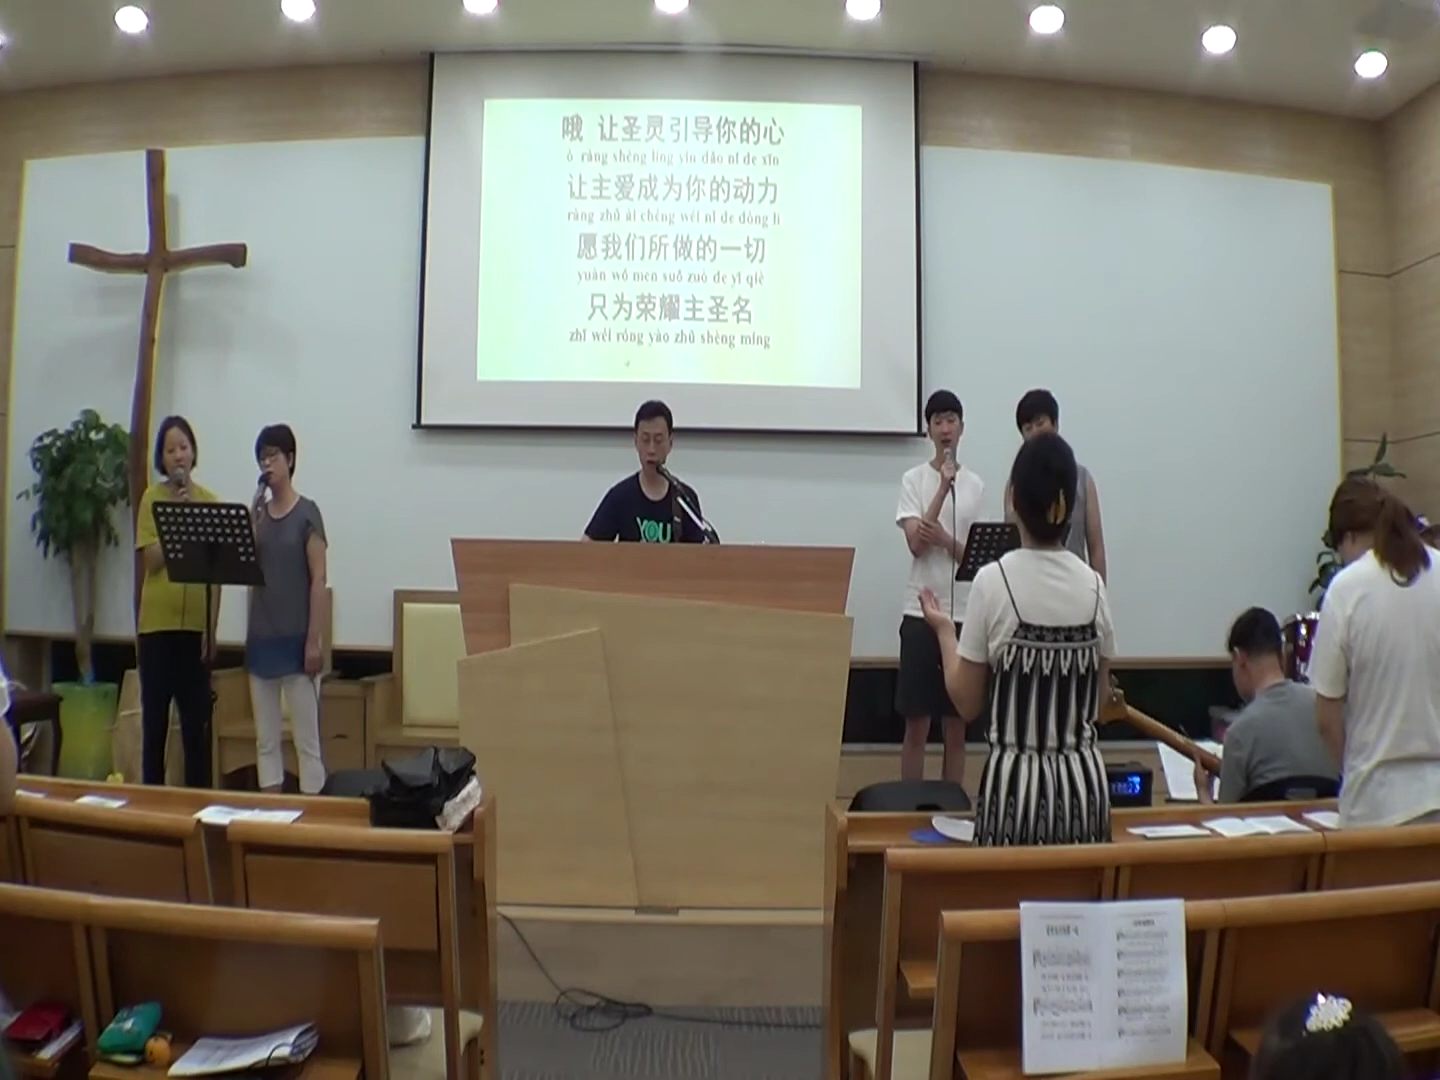 哦 让圣灵引导你的心
ó ràng shèng líng yǐn dǎo nǐ de xīn
让主爱成为你的动力
ràng zhǔ ài chéng wéi nǐ de dòng lì
愿我们所做的一切
yuàn wǒ men suǒ zuò de yī qiè
只为荣耀主圣名
zhǐ wèi róng yào zhǔ shèng míng
YOU